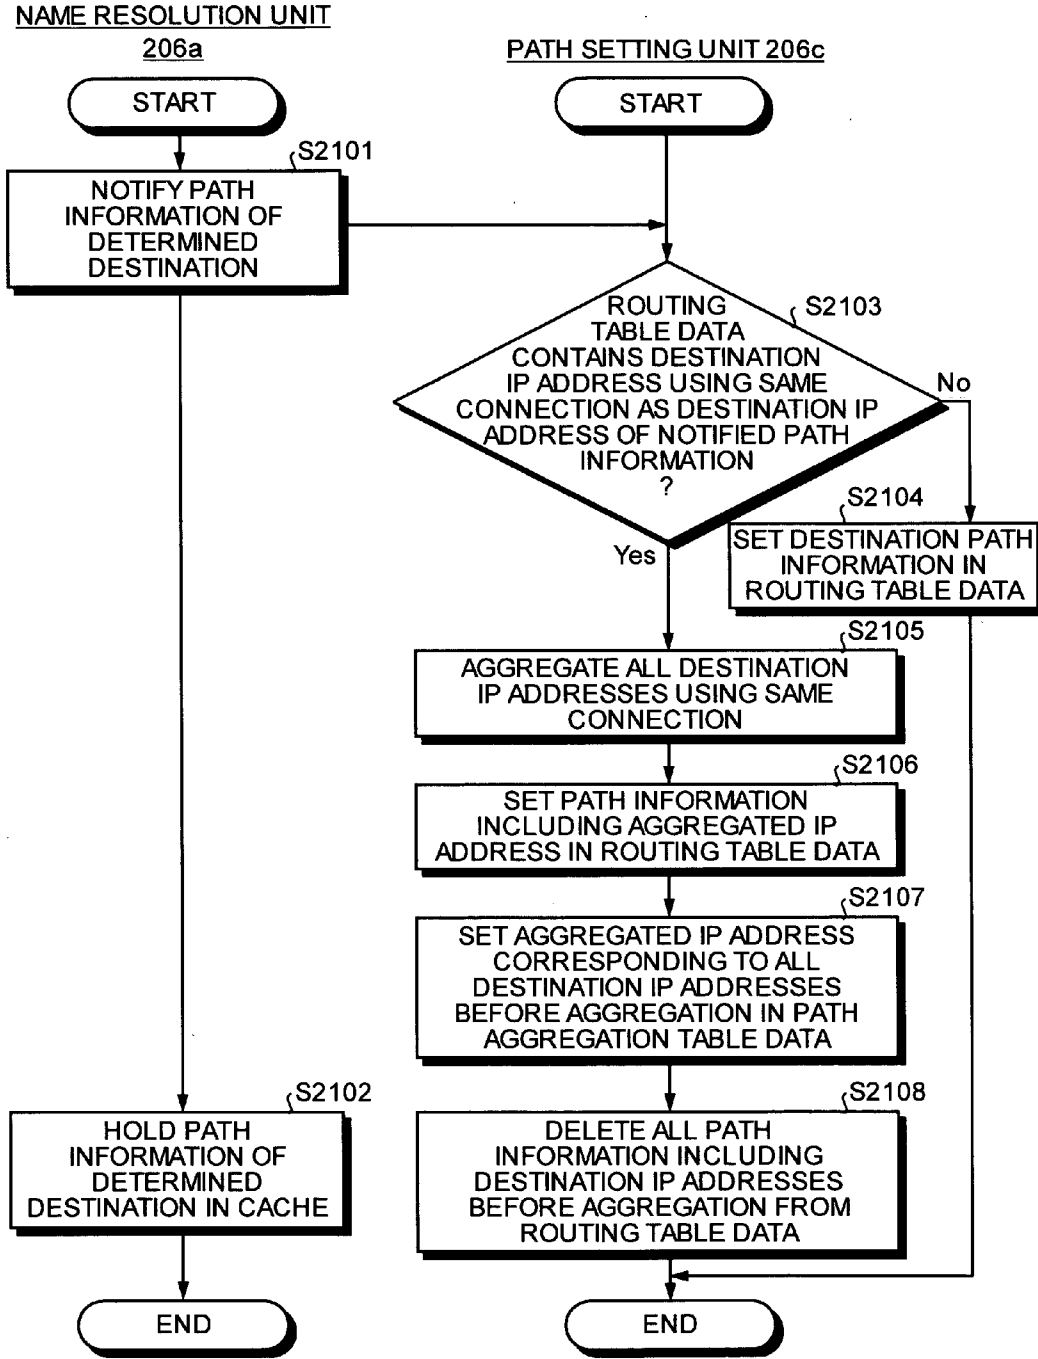 NAME RESOLUTION UNIT
206a
START
S2101
NOTIFY PATH
INFORMATION OF
DETERMINED
DESTINATION
S2102
HOLD PATH
INFORMATION OF
DETERMINED
DESTINATION IN CACHE
END
PATH SETTING UNIT 206c
START
S2103
ROUTING
TABLE DATA
CONTAINS DESTINATION
IP ADDRESS USING SAME
CONNECTION AS DESTINATION IP
ADDRESS OF NOTIFIED PATH
INFORMATION
?
No
Yes
S2104
SET DESTINATION PATH
INFORMATION IN
ROUTING TABLE DATA
S2105
AGGREGATE ALL DESTINATION
IP ADDRESSES USING SAME
CONNECTION
S2106
SET PATH INFORMATION
INCLUDING AGGREGATED IP
ADDRESS IN ROUTING TABLE DATA
S2107
SET AGGREGATED IP ADDRESS
CORRESPONDING TO ALL
DESTINATION IP ADDRESSES
BEFORE AGGREGATION IN PATH
AGGREGATION TABLE DATA
S2108
DELETE ALL PATH
INFORMATION INCLUDING
DESTINATION IP ADDRESSES
BEFORE AGGREGATION FROM
ROUTING TABLE DATA
END